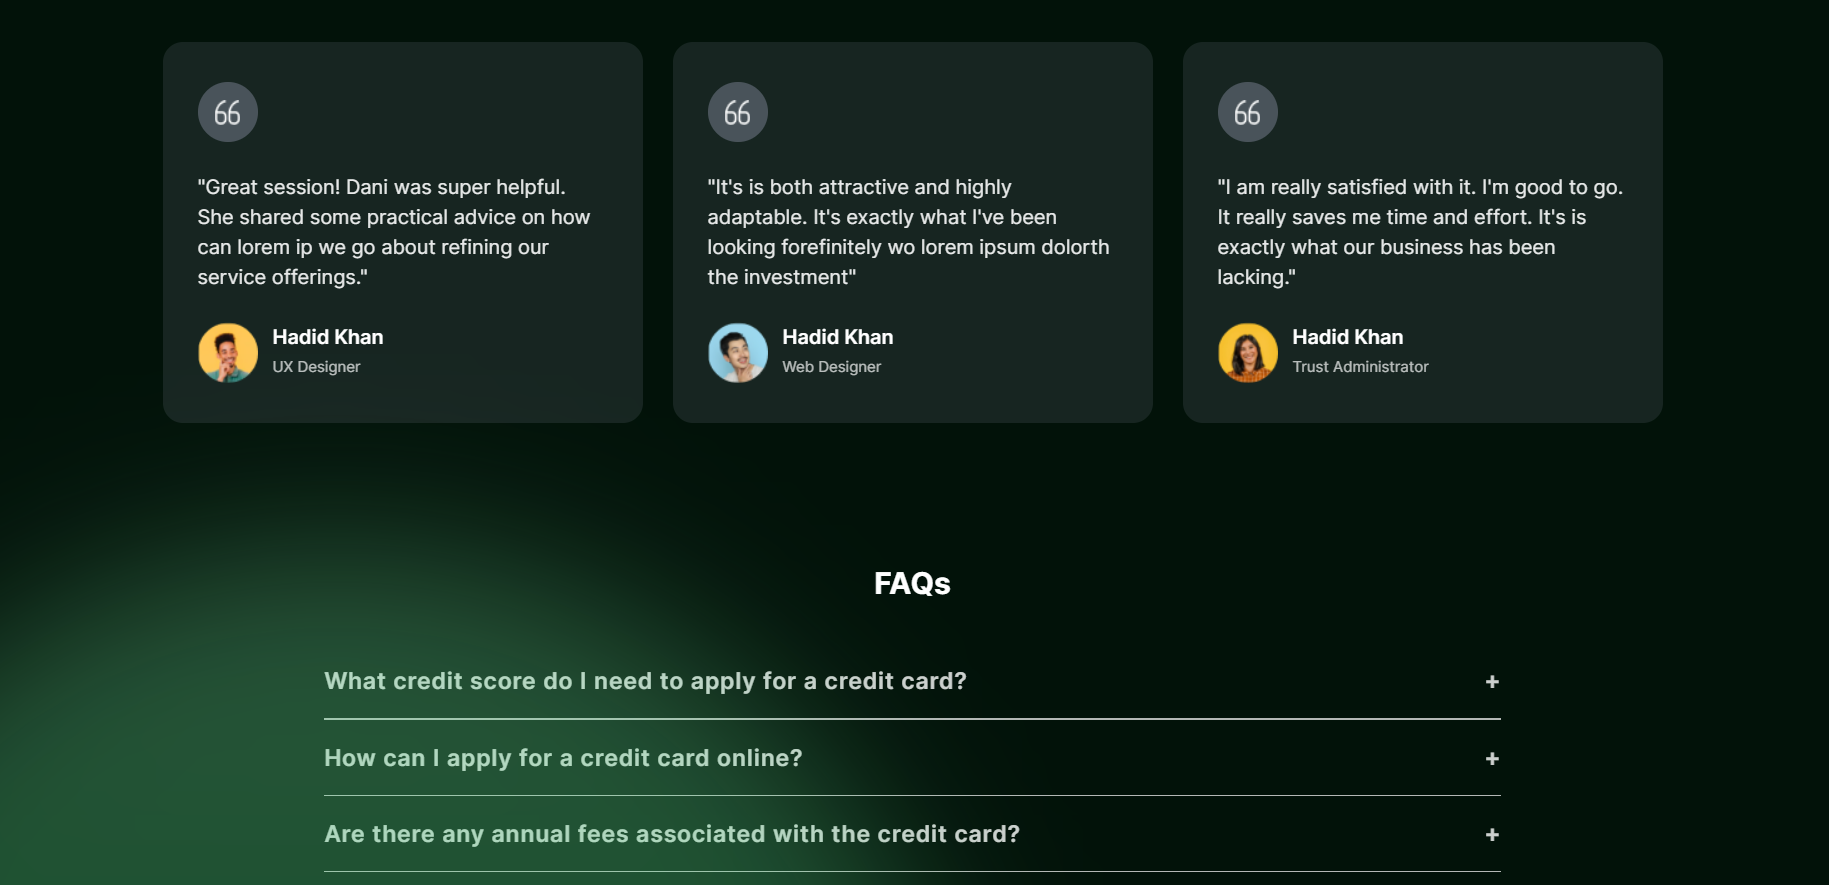 "Great session! Dani was super helpful.
She shared some practical advice on how
can lorem ip we go about refining our
service offerings."
Hadid Khan
UX Designer
"It's is both attractive and highly
adaptable. It's exactly what I've been
looking forefinitely wo lorem ipsum dolorth
the investment"
Hadid Khan
Web Designer
"I am really satisfied with it. I'm good to go.
It really saves me time and effort. It's is
exactly what our business has been
lacking."
Hadid Khan
Trust Administrator
FAQs
What credit score do I need to apply for a credit card? +
How can I apply for a credit card online? +
Are there any annual fees associated with the credit card? +